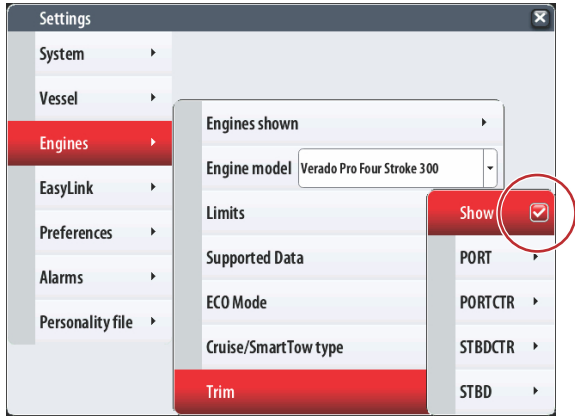 Settings
System
Vessel
Engines
EasyLink
Preferences
Alarms
Personality file
Engines shown
Engine model Verado Pro Four Stroke 300
Limits
Supported Data
ECO Mode
Cruise/SmartTow type
Trim
Show
PORT
PORTCTR
STBDCTR
STBD